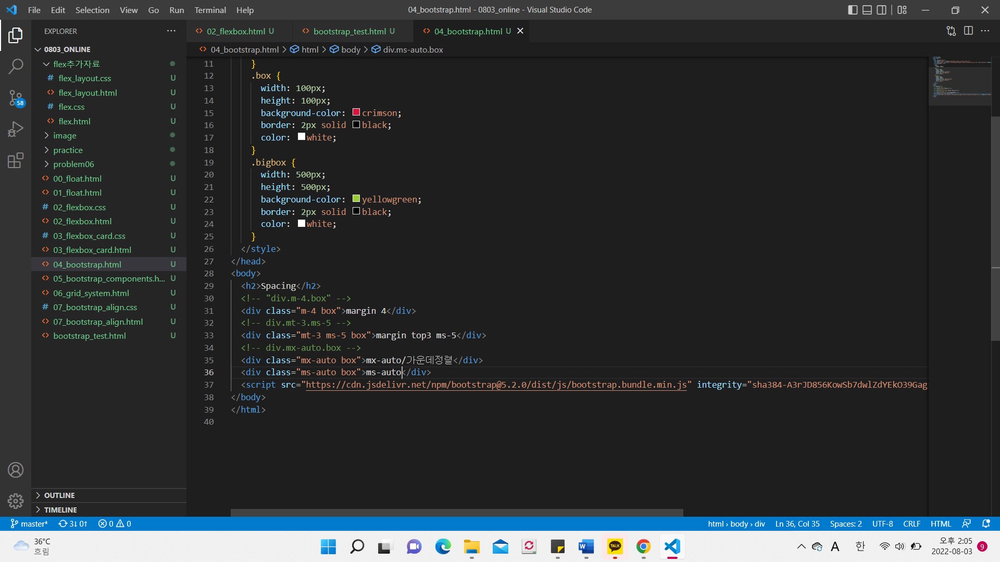 File Edit Selection View Go Run Terminal Help
04_bootstrap.html - 0803_online - Visual Studio Code
EXPLORER
0803_ONLINE
flex추가자료
flex_layout.css U
flex_layout.html U
flex.css U
flex.html U
image
practice
problem06
00_float.html U
01_float.html U
02_flexbox.css U
02_flexbox.html U
03_flexbox_card.css U
03_flexbox_card.html U
04_bootstrap.html U
05_bootstrap_components.h... U
06_grid_system.html U
07_bootstrap_align.css U
07_bootstrap_align.html U
bootstrap_test.html U
58
OUTLINE
TIMELINE
02_flexbox.html U
bootstrap_test.html U
04_bootstrap.html U
04_bootstrap.html > html > body > div.ms-auto.box
11 }
12 .box {
13 width: 100px;
14 height: 100px;
15 background-color: crimson;
16 border: 2px solid black;
17 color: white;
18 }
19 .bigbox {
20 width: 500px;
21 height: 500px;
22 background-color: yellowgreen;
23 border: 2px solid black;
24 color: white;
25 }
26 </style>
27 </head>
28 <body>
29 <h2>Spacing</h2>
30 <!-- "div.m-4.box" -->
31 <div class="m-4 box">margin 4</div>
32 <!-- div.mt-3.ms-5 -->
33 <div class="mt-3 ms-5 box">margin top3 ms-5</div>
34 <!-- div.mx-auto.box -->
35 <div class="mx-auto box">mx-auto/가운데정렬</div>
36 <div class="ms-auto box">ms-auto</div>
37 <script src="https://cdn.jsdelivr.net/npm/bootstrap@5.2.0/dist/js/bootstrap.bundle.min.js" integrity="sha384-A3rJD856KowSb7dwlZdYEkO39Gag
38 </body>
39 </html>
40
master* 3↓ 0↑ 0 0
html › body › div Ln 36, Col 35 Spaces: 2 UTF-8 CRLF HTML
36°C
흐림
W
TALK
A 한
오후 2:05
2022-08-03
9